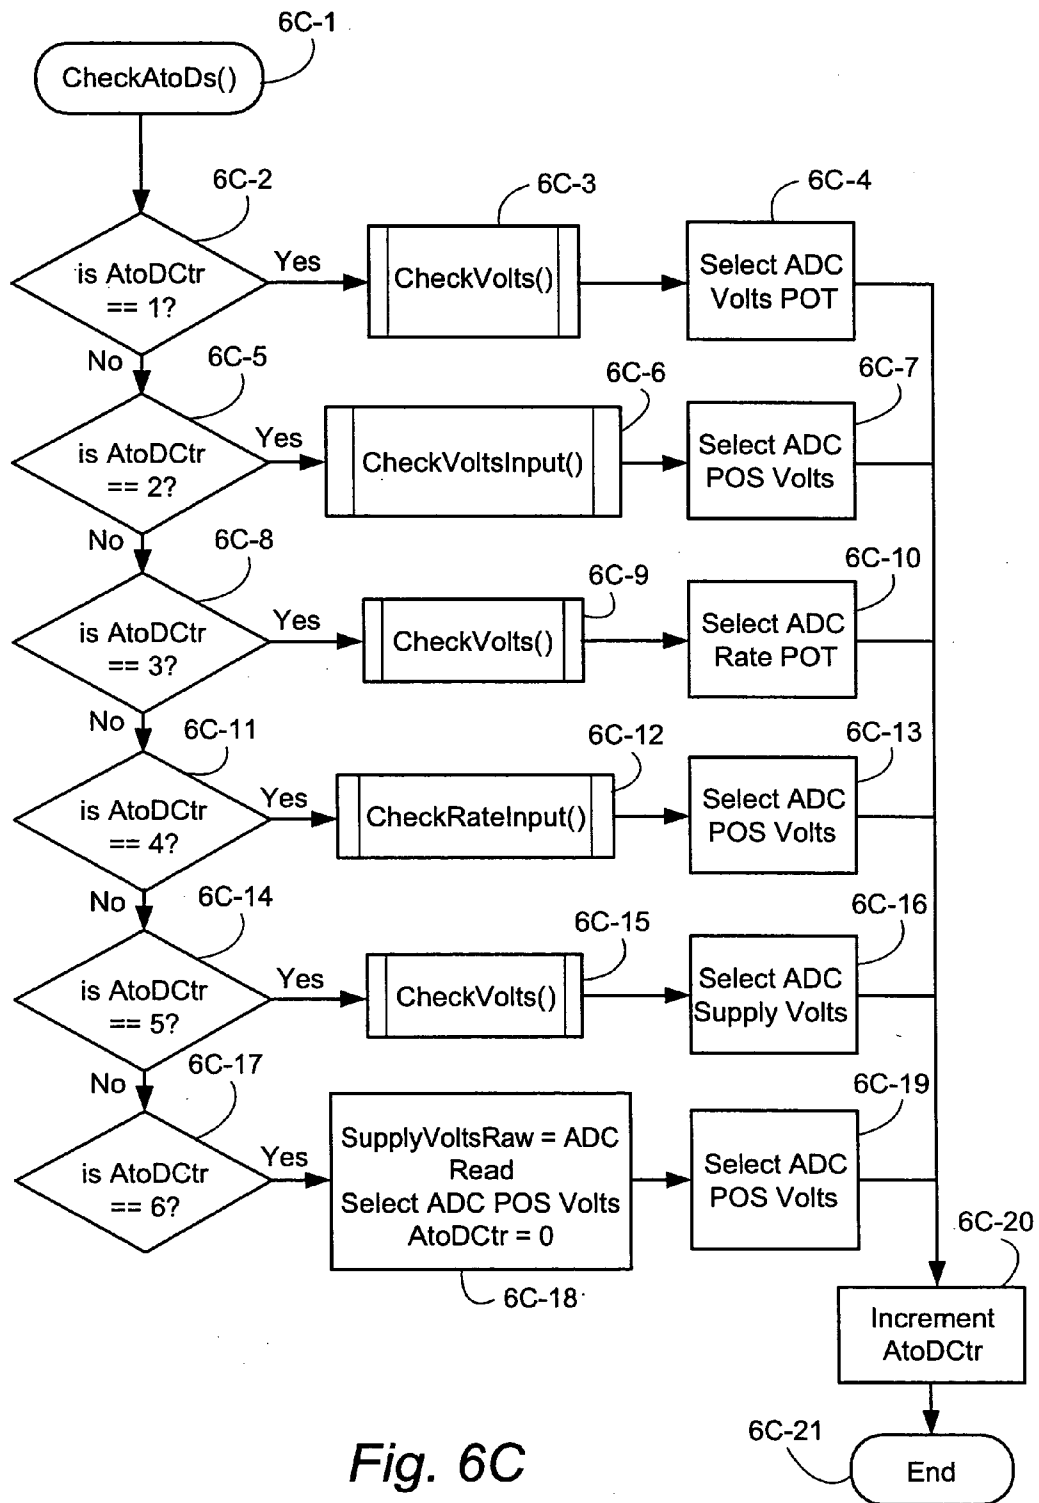 6C-1
CheckAtoDs()
6C-2
6C-3
6C-4
is AtoDCtr
== 1?
Yes
CheckVolts()
Select ADC
Volts POT
No
6C-5
6C-6
6C-7
is AtoDCtr
== 2?
Yes
CheckVoltsInput()
Select ADC
POS Volts
No
6C-8
6C-9
6C-10
is AtoDCtr
== 3?
Yes
CheckVolts()
Select ADC
Rate POT
No
6C-11
6C-12
6C-13
is AtoDCtr
== 4?
Yes
CheckRateInput()
Select ADC
POS Volts
No
6C-14
6C-15
6C-16
is AtoDCtr
== 5?
Yes
CheckVolts()
Select ADC
Supply Volts
No
6C-17
6C-19
is AtoDCtr
== 6?
Yes
SupplyVoltsRaw = ADC
Read
Select ADC POS Volts
AtoDCtr = 0
6C-18
Select ADC
POS Volts
6C-20
Increment
AtoDCtr
6C-21
End
Fig. 6C